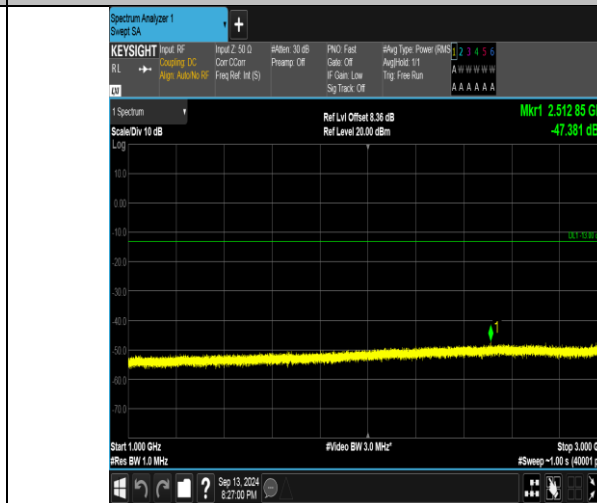 Spectrum Analyzer 1
Swept SA
+
KEYSIGHT Input: RF Input Z: 50 Ω #Atten: 30 dB PNO: Fast #Avg Type: Power (RMS 1 2 3 4 5 6
RL Coupling: DC Corr CCorr Preamp: Off Gate: Off Avg|Hold: 1/1 A W W W W W
Align: Auto/No RF Freq Ref: Int (S) IF Gain: Low Trig: Free Run
Sig Track: Off A A A A A A
1 Spectrum Ref Lvl Offset 8.36 dB Mkr1 2.512 85 G
Scale/Div 10 dB Ref Level 20.00 dBm -47.381 dB
Log
10.0
0.00
-10.0
DL1 -13.00
-20.0
-30.0
-40.0
1
-50.0
-60.0
-70.0
Start 1.000 GHz #Video BW 3.0 MHz* Stop 3.000 G
#Res BW 1.0 MHz #Sweep ~1.00 s (40001 p
? Sep 13, 2024
8:27:00 PM